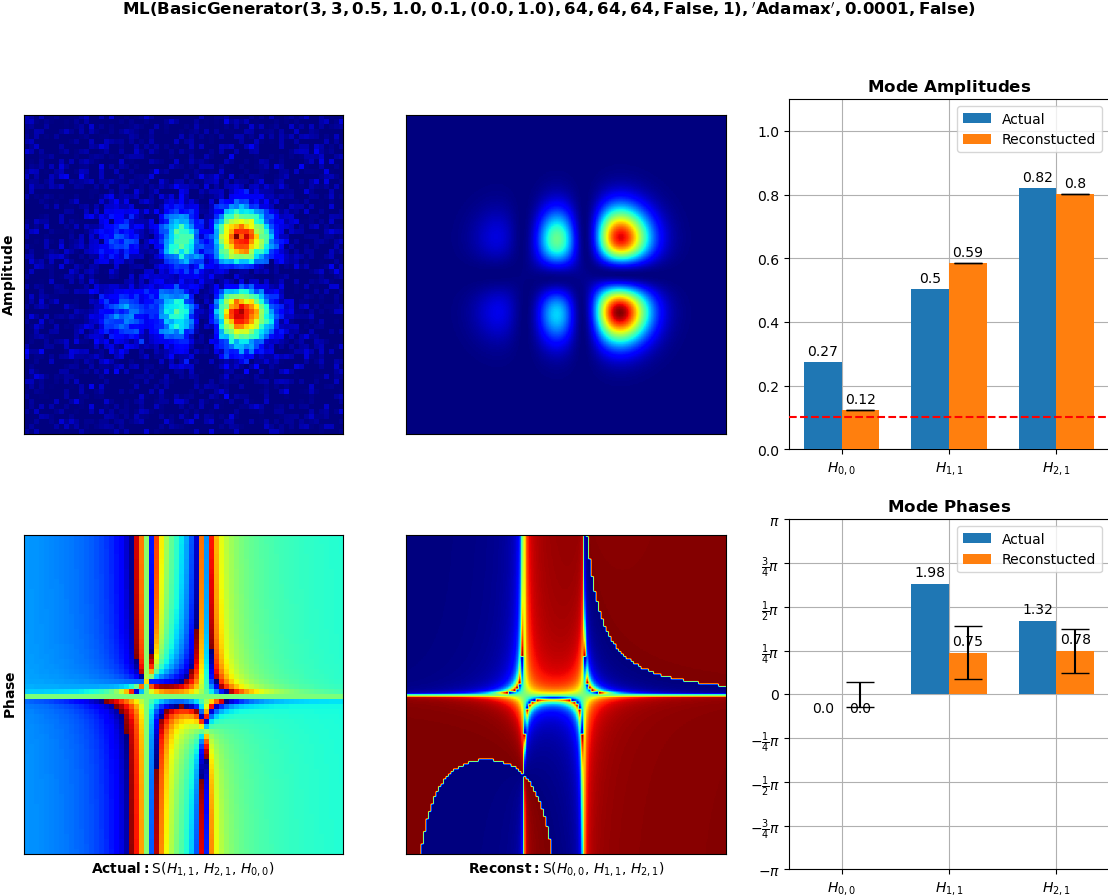 ML(BasicGenerator(3, 3, 0.5, 1.0, 0.1, (0.0, 1.0), 64, 64, 64, False, 1), ′Adamax′, 0.0001, False)
Amplitude
Mode Amplitudes
Actual
Reconstucted
1.0
0.8
0.6
0.4
0.2
0.0
0.27
0.12
0.5
0.59
0.82
0.8
H0,0
H1,1
H2,1
Phase
Actual: S(H1,1, H2,1, H0,0)
Reconst: S(H0,0, H1,1, H2,1)
Mode Phases
Actual
Reconstucted
π
3/4π
1/2π
1/4π
0
−1/4π
−1/2π
−3/4π
−π
0.0
0.0
1.98
0.75
1.32
0.78
H0,0
H1,1
H2,1